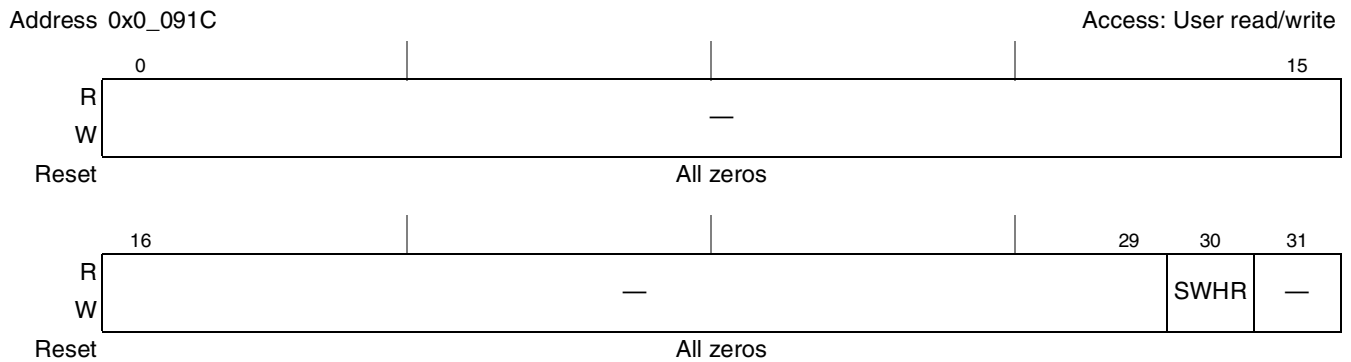 Address 0x0_091C Access: User read/write
0 15
R
—
W
Reset All zeros
16 29 30 31
R
— SWHR —
W
Reset All zeros